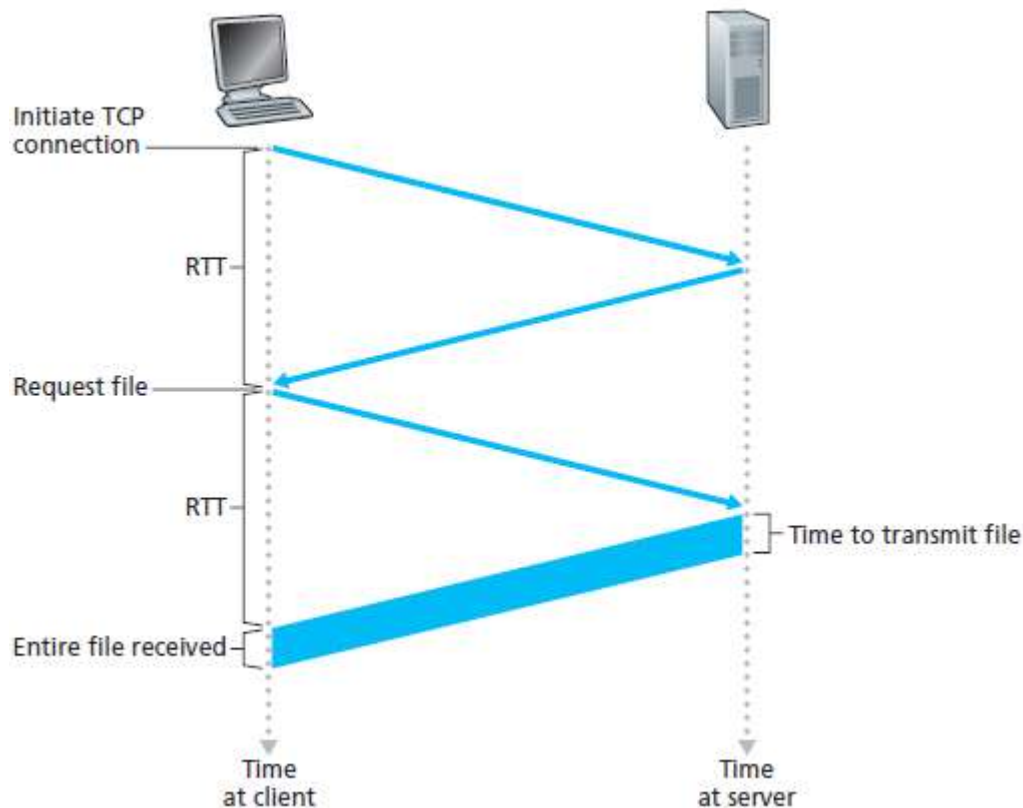 Initiate TCP
connection
RTT
Request file
RTT
Time to transmit file
Entire file received
Time
at client
Time
at server